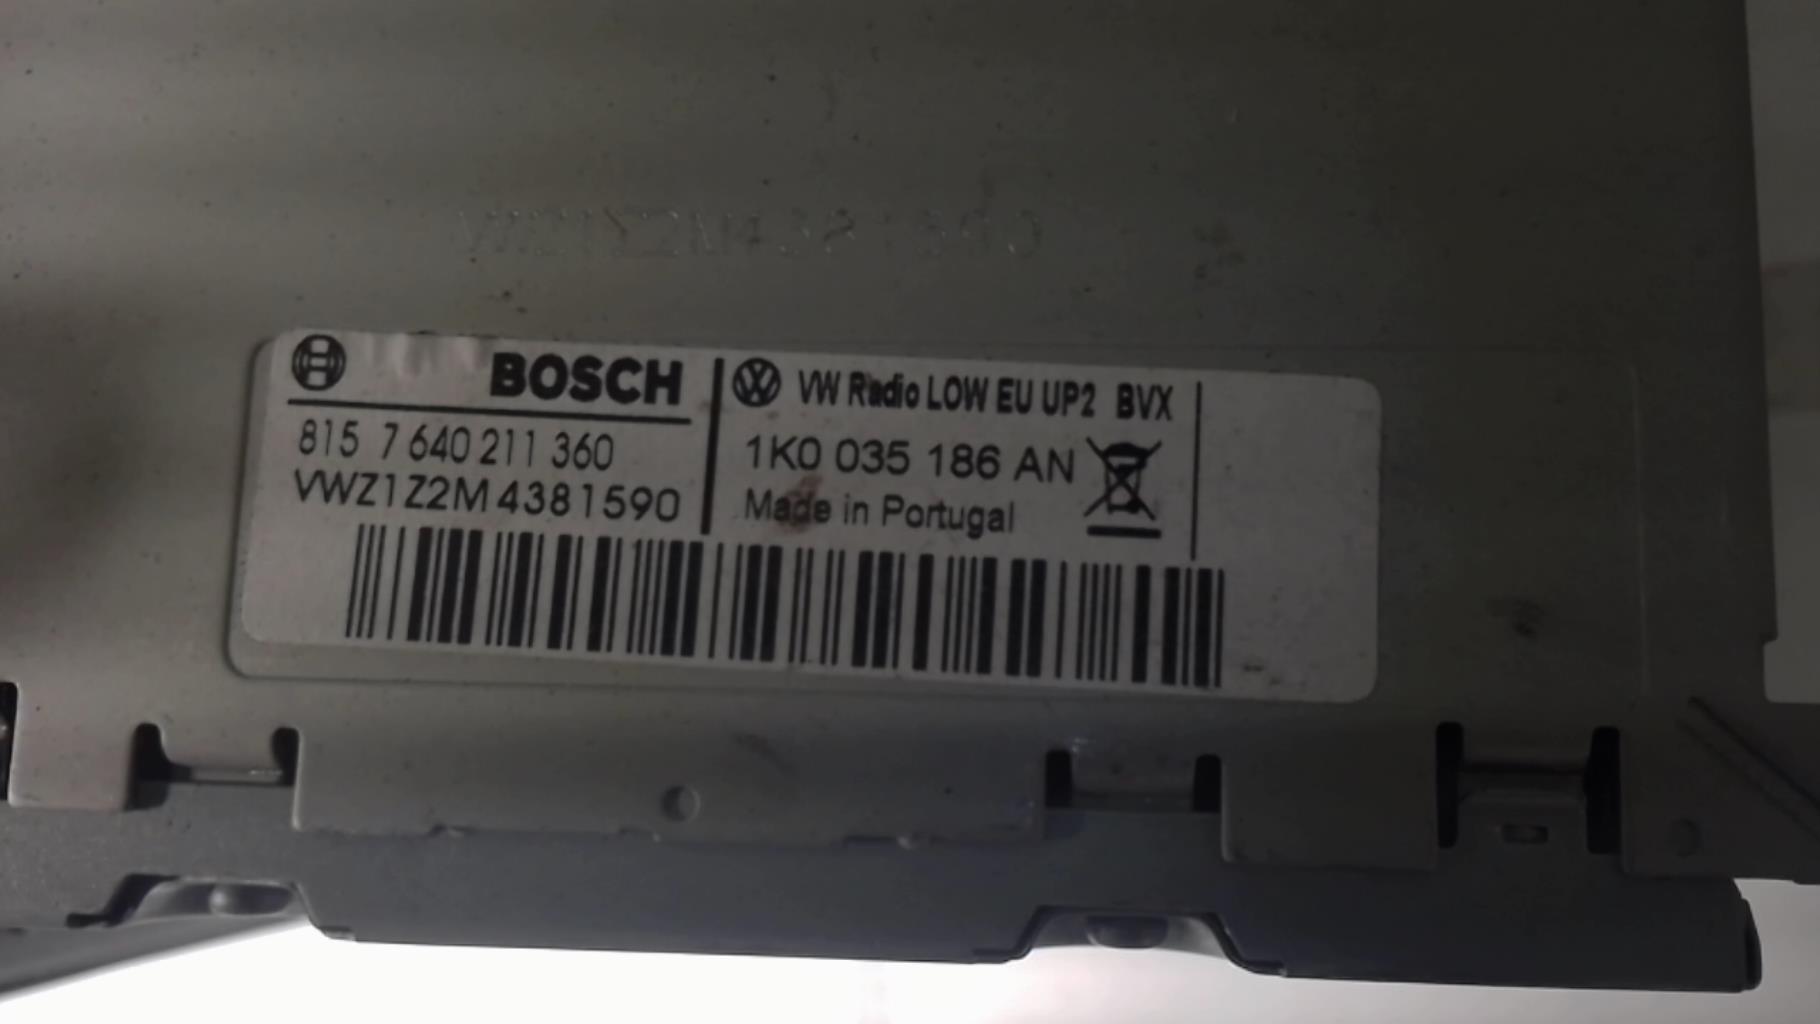 VWZ1Z2M4381590
BOSCH
815 7 640 211 360
VWZ1Z2M4381590
VW Radio LOW EU UP2 BVX
1K0 035 186 AN
Made in Portugal